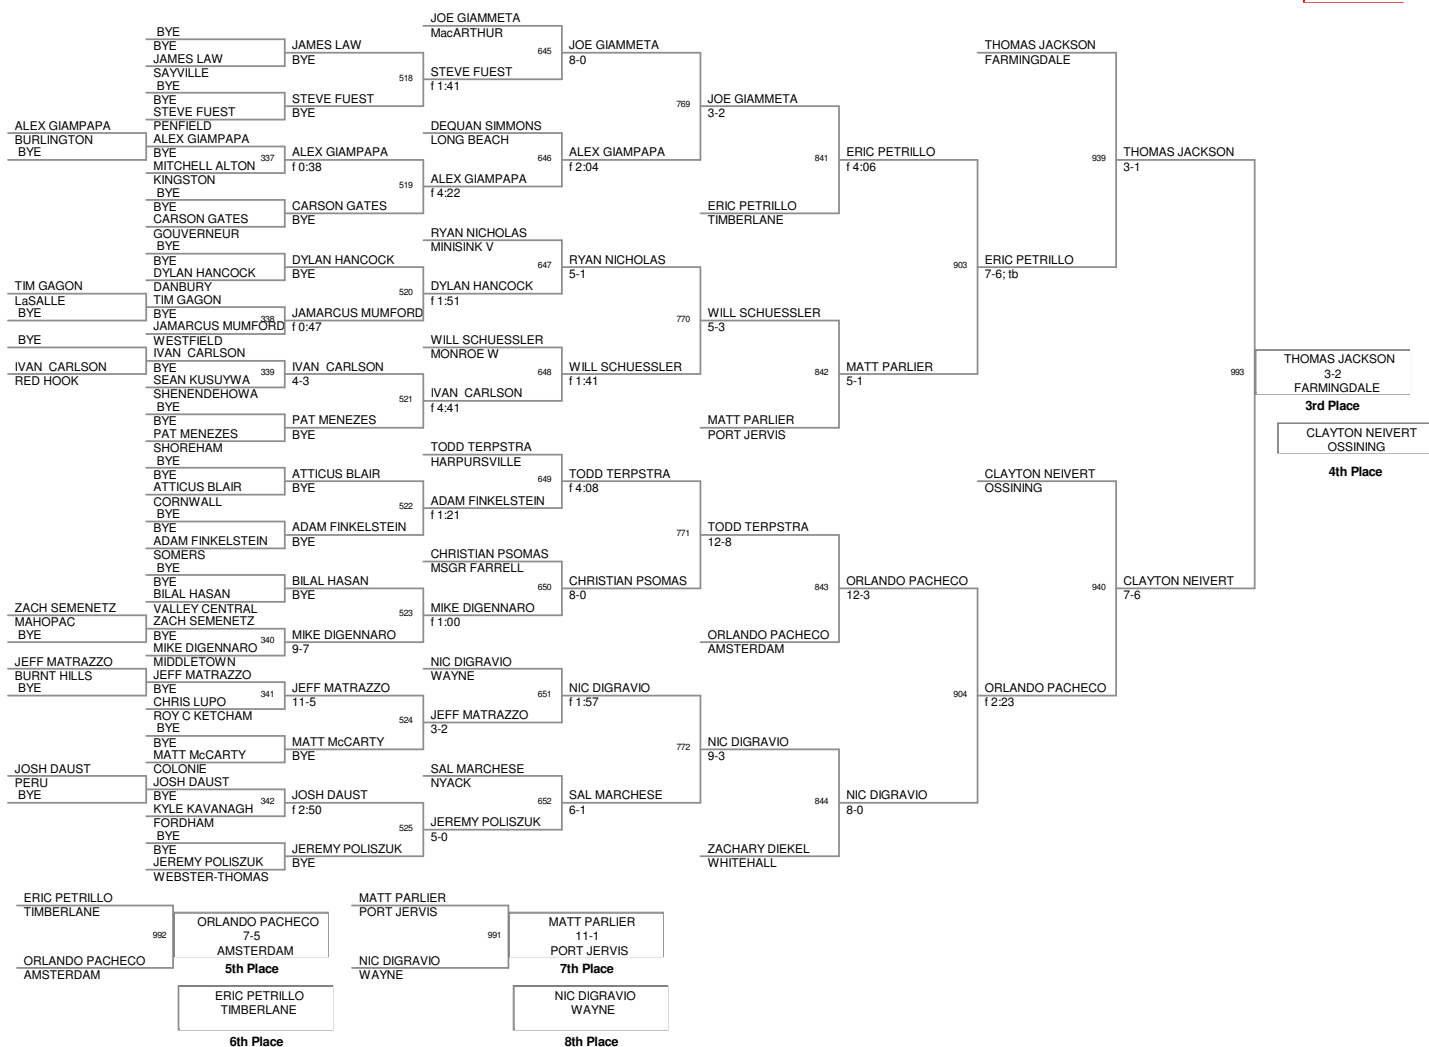 JOE GIAMMETA
MacARTHUR
BYE
BYE
JAMES LAW
JAMES LAW
BYE
SAYVILLE
BYE
BYE
STEVE FUEST
STEVE FUEST
BYE
PENFIELD
518
STEVE FUEST
f 1:41
645
JOE GIAMMETA
8-0
ALEX GIAMPAPA
BURLINGTON
BYE
ALEX GIAMPAPA
BYE
MITCHELL ALTON
337
ALEX GIAMPAPA
f 0:38
KINGSTON
BYE
BYE
CARSON GATES
CARSON GATES
BYE
GOUVERNEUR
519
ALEX GIAMPAPA
f 4:22
DEQUAN SIMMONS
LONG BEACH
646
ALEX GIAMPAPA
f 2:04
769
JOE GIAMMETA
3-2
ERIC PETRILLO
TIMBERLANE
841
ERIC PETRILLO
f 4:06
BYE
BYE
DYLAN HANCOCK
DYLAN HANCOCK
BYE
DANBURY
TIM GAGON
LaSALLE
BYE
TIM GAGON
BYE
JAMARCUS MUMFORD
338
JAMARCUS MUMFORD
f 0:47
WESTFIELD
520
DYLAN HANCOCK
f 1:51
RYAN NICHOLAS
MINISINK V
647
RYAN NICHOLAS
5-1
BYE
IVAN CARLSON
RED HOOK
IVAN CARLSON
BYE
SEAN KUSUYWA
339
IVAN CARLSON
4-3
SHENENDEHOWA
BYE
BYE
PAT MENEZES
PAT MENEZES
BYE
SHOREHAM
521
IVAN CARLSON
f 4:41
WILL SCHUESSLER
MONROE W
648
WILL SCHUESSLER
f 1:41
770
WILL SCHUESSLER
5-3
MATT PARLIER
PORT JERVIS
842
MATT PARLIER
5-1
903
ERIC PETRILLO
7-6; tb
THOMAS JACKSON
FARMINGDALE
939
THOMAS JACKSON
3-1
BYE
BYE
ATTICUS BLAIR
ATTICUS BLAIR
BYE
CORNWALL
BYE
BYE
ADAM FINKELSTEIN
ADAM FINKELSTEIN
BYE
SOMERS
522
ADAM FINKELSTEIN
f 1:21
TODD TERPSTRA
HARPURSVILLE
649
TODD TERPSTRA
f 4:08
BYE
BYE
BILAL HASAN
BILAL HASAN
BYE
VALLEY CENTRAL
ZACH SEMENETZ
MAHOPAC
BYE
ZACH SEMENETZ
BYE
MIKE DIGENNARO
340
MIKE DIGENNARO
9-7
MIDDLETOWN
523
MIKE DIGENNARO
f 1:00
CHRISTIAN PSOMAS
MSGR FARRELL
650
CHRISTIAN PSOMAS
8-0
771
TODD TERPSTRA
12-8
ORLANDO PACHECO
AMSTERDAM
843
ORLANDO PACHECO
12-3
JEFF MATRAZZO
BURNT HILLS
BYE
JEFF MATRAZZO
BYE
CHRIS LUPO
341
JEFF MATRAZZO
11-5
ROY C KETCHAM
BYE
BYE
MATT McCARTY
MATT McCARTY
BYE
COLONIE
524
JEFF MATRAZZO
3-2
NIC DIGRAVIO
WAYNE
651
NIC DIGRAVIO
f 1:57
JOSH DAUST
PERU
BYE
JOSH DAUST
BYE
KYLE KAVANAGH
342
JOSH DAUST
f 2:50
FORDHAM
BYE
BYE
JEREMY POLISZUK
JEREMY POLISZUK
BYE
WEBSTER-THOMAS
525
JEREMY POLISZUK
5-0
SAL MARCHESE
NYACK
652
SAL MARCHESE
6-1
772
NIC DIGRAVIO
9-3
ZACHARY DIEKEL
WHITEHALL
844
NIC DIGRAVIO
8-0
904
ORLANDO PACHECO
f 2:23
CLAYTON NEIVERT
OSSINING
940
CLAYTON NEIVERT
7-6
993
THOMAS JACKSON
3-2
FARMINGDALE
3rd Place
CLAYTON NEIVERT
OSSINING
4th Place
ERIC PETRILLO
TIMBERLANE
992
ORLANDO PACHECO
AMSTERDAM
ORLANDO PACHECO
7-5
AMSTERDAM
5th Place
ERIC PETRILLO
TIMBERLANE
6th Place
MATT PARLIER
PORT JERVIS
991
NIC DIGRAVIO
WAYNE
MATT PARLIER
11-1
PORT JERVIS
7th Place
NIC DIGRAVIO
WAYNE
8th Place